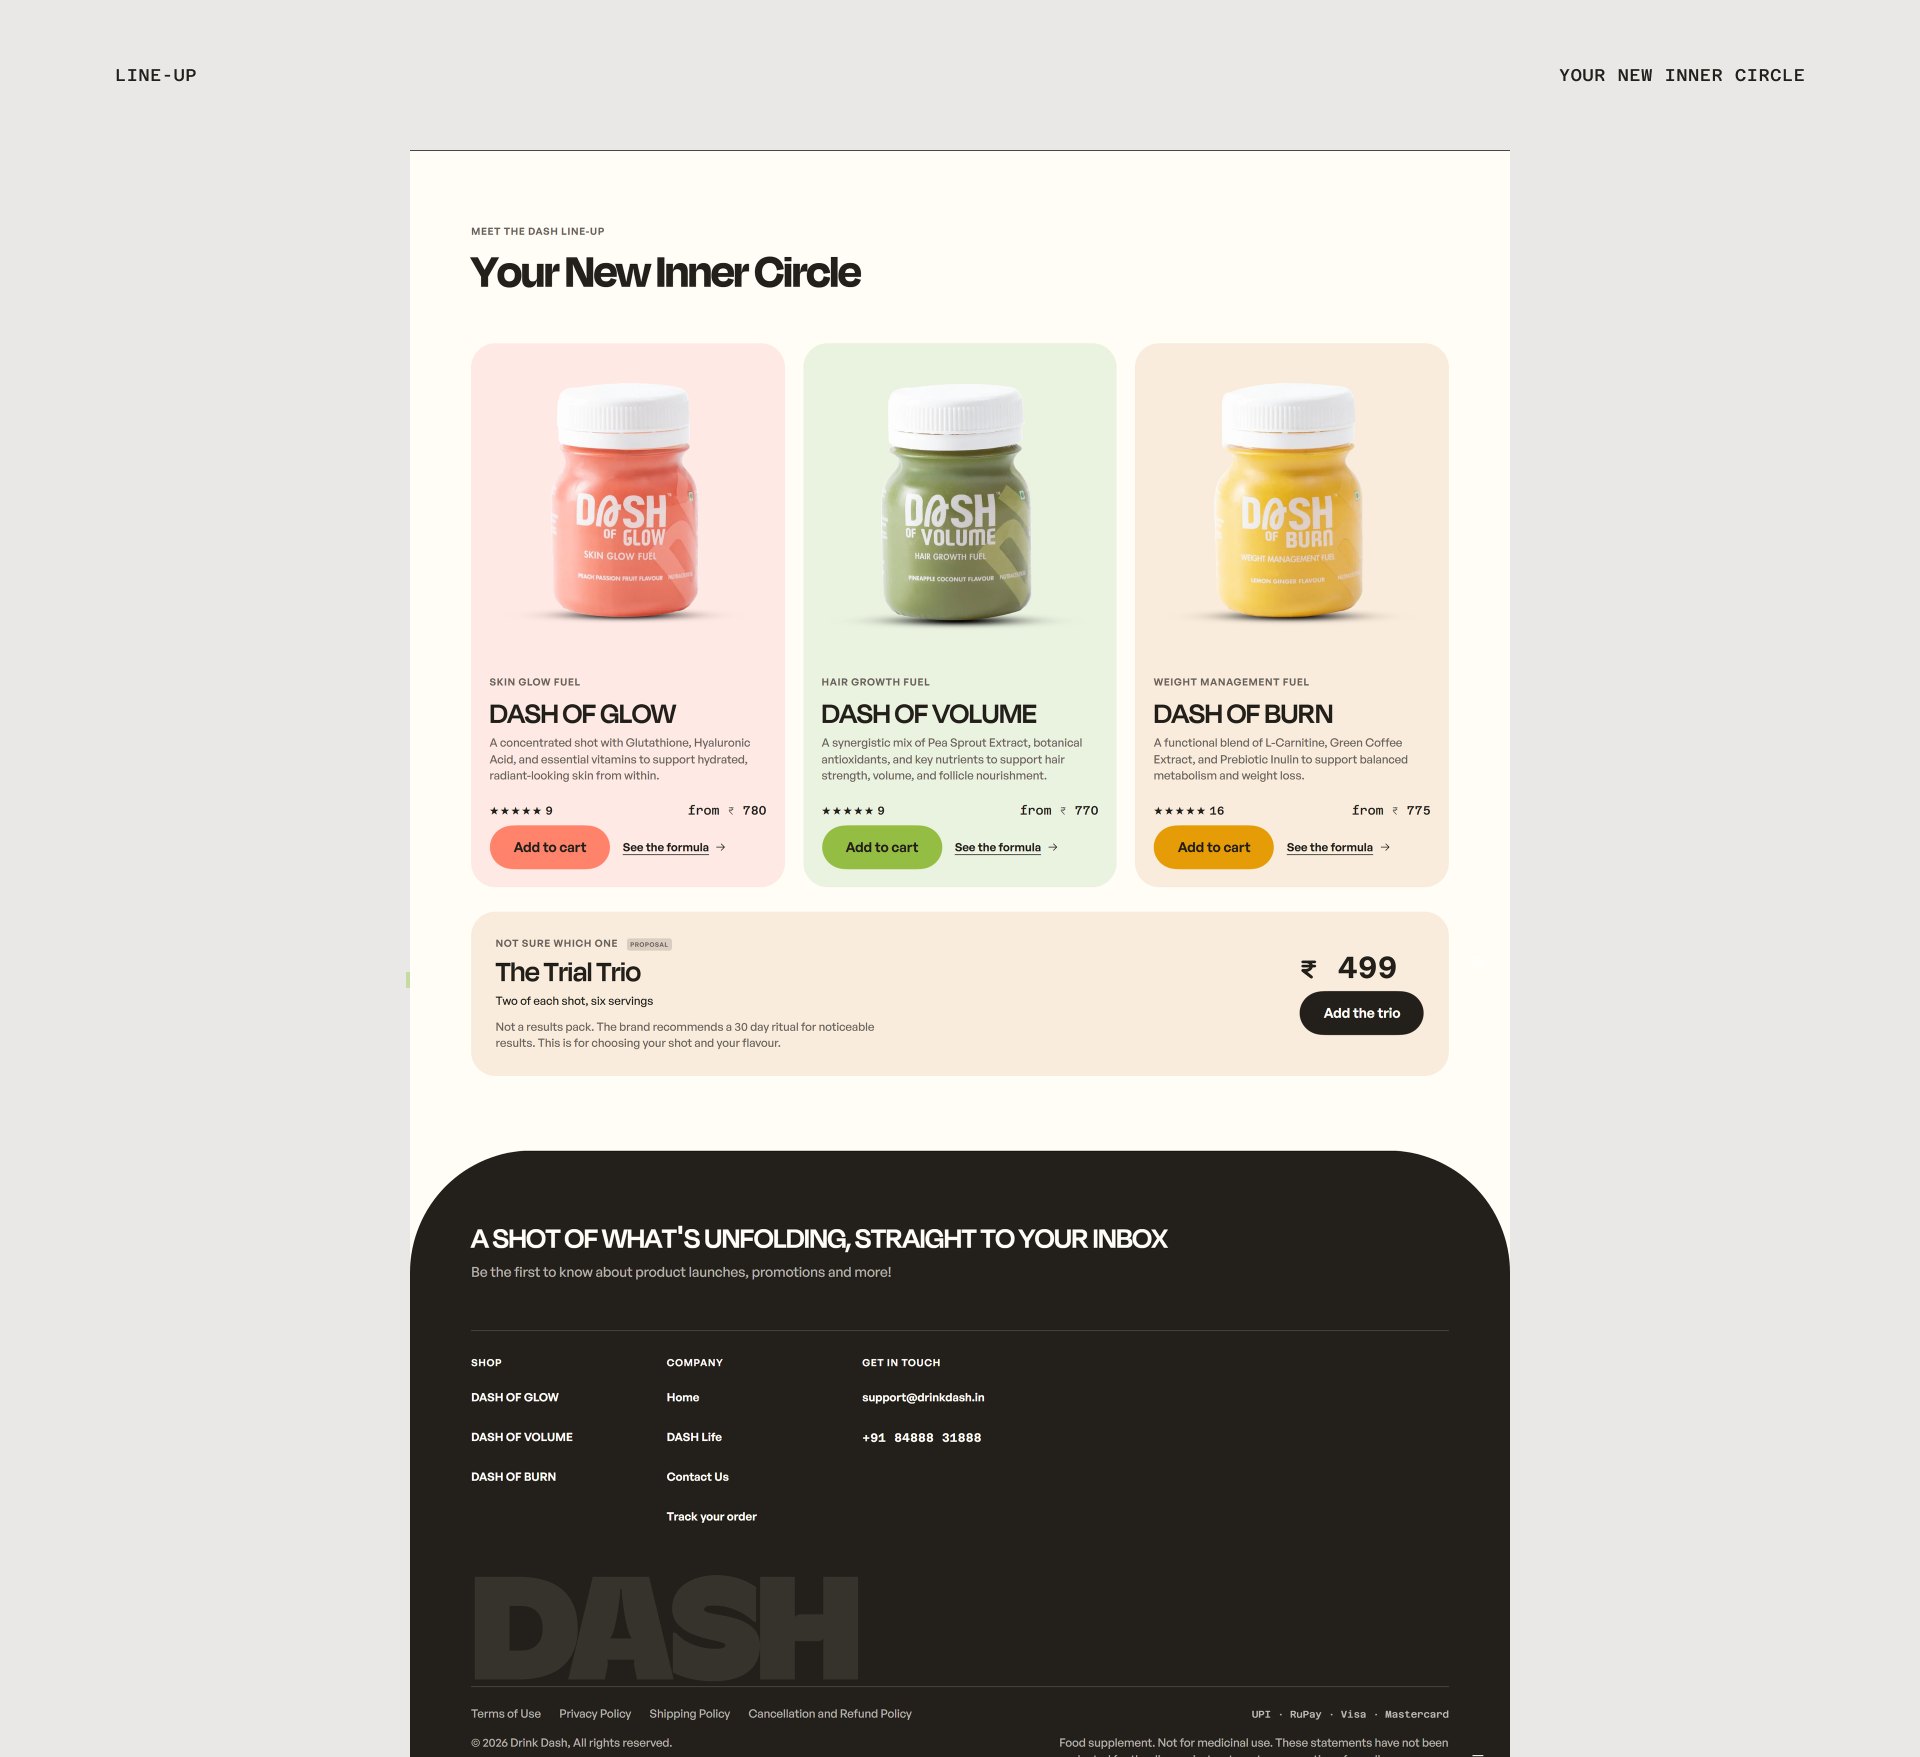 LINE-UP
YOUR NEW INNER CIRCLE
MEET THE DASH LINE-UP
Your New Inner Circle
DASH
OF GLOW
SKIN GLOW FUEL
PEACH PASSION FRUIT FLAVOUR
DASH
OF VOLUME
HAIR GROWTH FUEL
PINEAPPLE COCONUT FLAVOUR
DASH
OF BURN
WEIGHT MANAGEMENT FUEL
LEMON GINGER FLAVOUR
SKIN GLOW FUEL
DASH OF GLOW
A concentrated shot with Glutathione, Hyaluronic
Acid, and essential vitamins to support hydrated,
radiant-looking skin from within.
★★★★★ 9
from ₹ 780
Add to cart
See the formula →
HAIR GROWTH FUEL
DASH OF VOLUME
A synergistic mix of Pea Sprout Extract, botanical
antioxidants, and key nutrients to support hair
strength, volume, and follicle nourishment.
★★★★★ 9
from ₹ 770
Add to cart
See the formula →
WEIGHT MANAGEMENT FUEL
DASH OF BURN
A functional blend of L-Carnitine, Green Coffee
Extract, and Prebiotic Inulin to support balanced
metabolism and weight loss.
★★★★★ 16
from ₹ 775
Add to cart
See the formula →
NOT SURE WHICH ONE PROPOSAL
The Trial Trio
Two of each shot, six servings
Not a results pack. The brand recommends a 30 day ritual for noticeable
results. This is for choosing your shot and your flavour.
₹ 499
Add the trio
A SHOT OF WHAT'S UNFOLDING, STRAIGHT TO YOUR INBOX
Be the first to know about product launches, promotions and more!
SHOP
DASH OF GLOW
DASH OF VOLUME
DASH OF BURN
COMPANY
Home
DASH Life
Contact Us
Track your order
GET IN TOUCH
support@drinkdash.in
+91 84888 31888
DASH
Terms of Use Privacy Policy Shipping Policy Cancellation and Refund Policy
UPI · RuPay · Visa · Mastercard
© 2026 Drink Dash, All rights reserved.
Food supplement. Not for medicinal use. These statements have not been